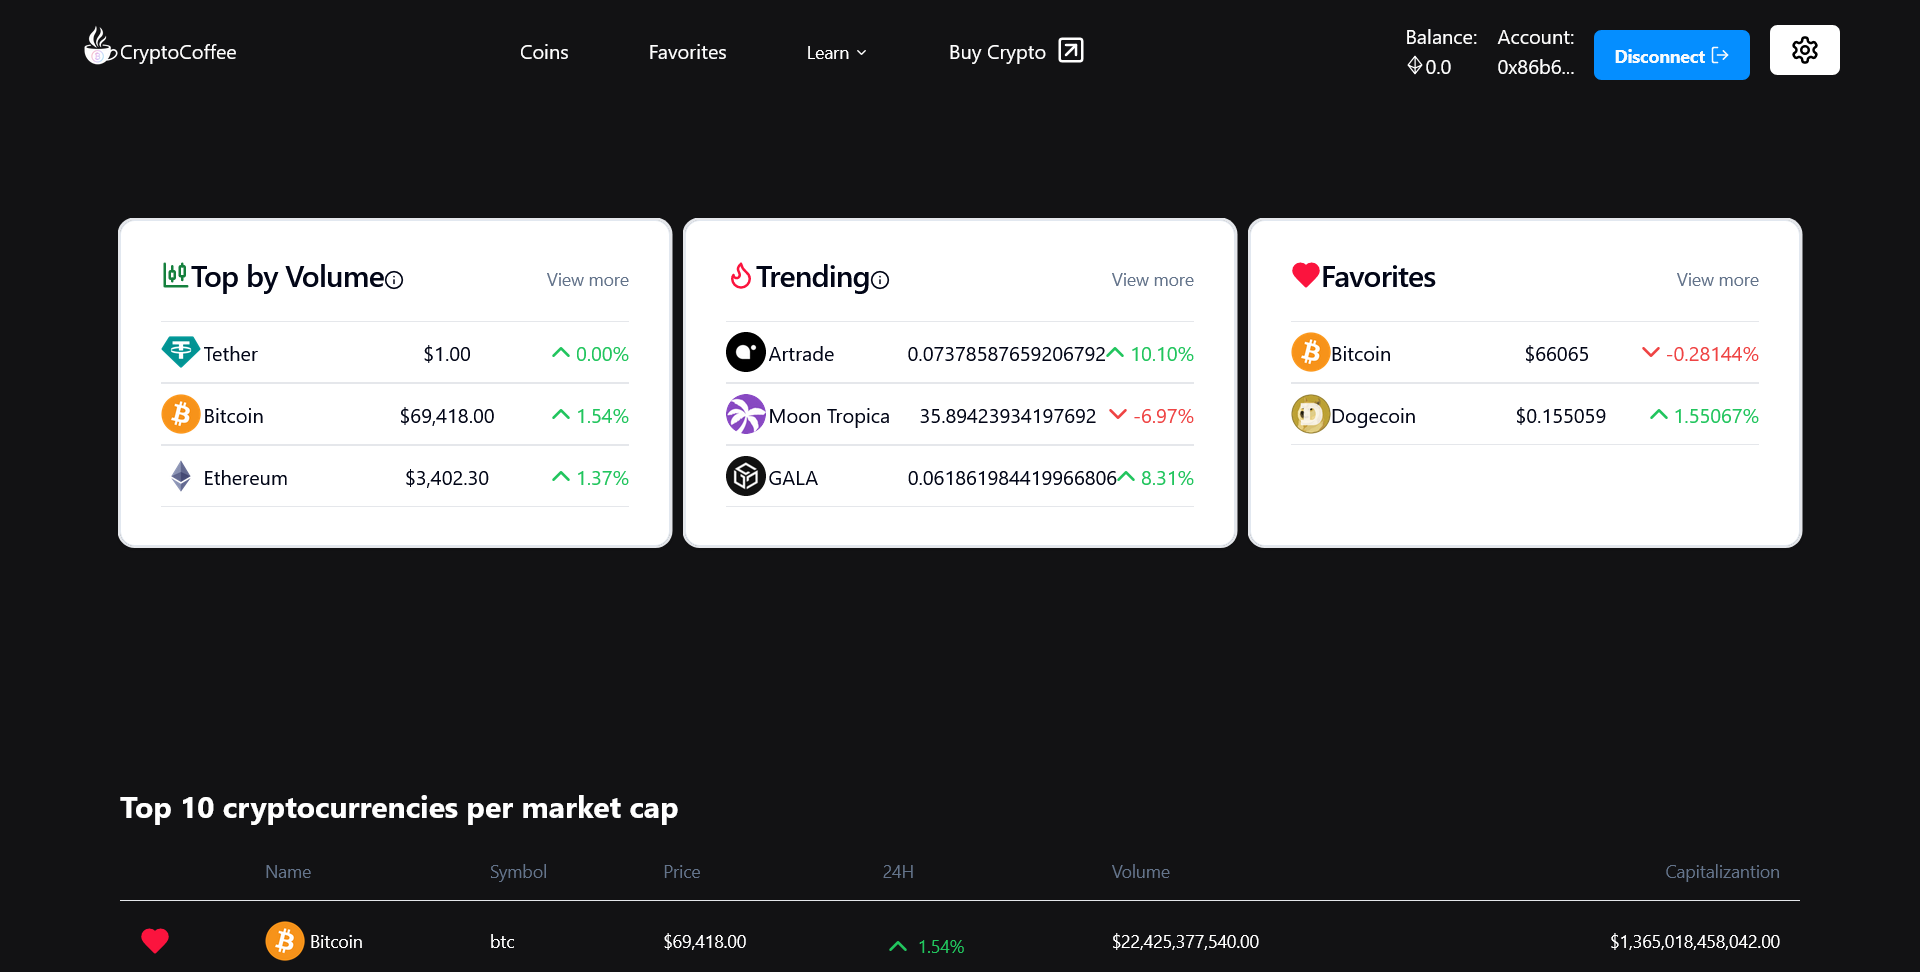 CryptoCoffee
Coins
Favorites
Learn
Buy Crypto
Balance:
0.0
Account:
0x86b6...
Disconnect
Top by Volume
View more
Tether $1.00 0.00%
Bitcoin $69,418.00 1.54%
Ethereum $3,402.30 1.37%
Trending
View more
Artrade 0.07378587659206792 10.10%
Moon Tropica 35.89423934197692 -6.97%
GALA 0.061861984419966806 8.31%
Favorites
View more
Bitcoin $66065 -0.28144%
Dogecoin $0.155059 1.55067%
Top 10 cryptocurrencies per market cap
Name Symbol Price 24H Volume Capitalizantion
Bitcoin btc $69,418.00 1.54% $22,425,377,540.00 $1,365,018,458,042.00